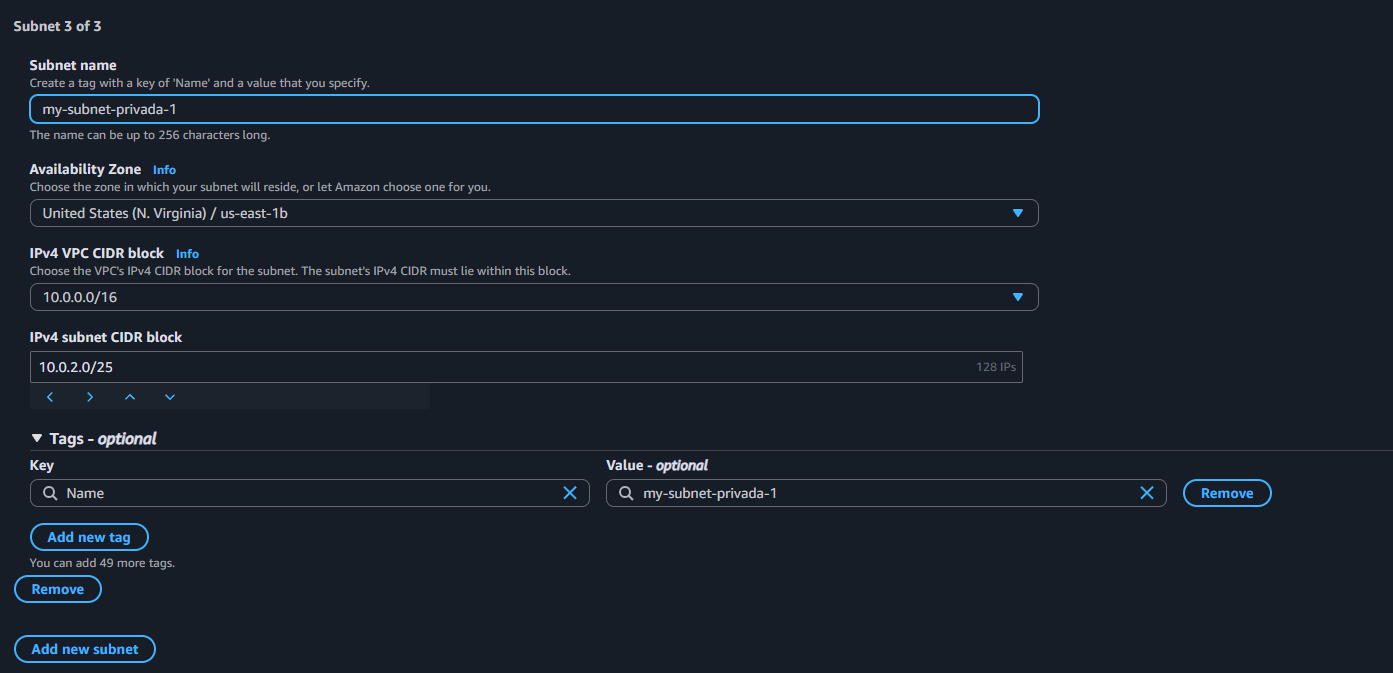 Subnet 3 of 3
Subnet name
Create a tag with a key of 'Name' and a value that you specify.
my-subnet-privada-1
The name can be up to 256 characters long.
Availability Zone Info
Choose the zone in which your subnet will reside, or let Amazon choose one for you.
United States (N. Virginia) / us-east-1b
IPv4 VPC CIDR block Info
Choose the VPC's IPv4 CIDR block for the subnet. The subnet's IPv4 CIDR must lie within this block.
10.0.0.0/16
IPv4 subnet CIDR block
10.0.2.0/25 128 IPs
Tags - optional
Key Value - optional
Name my-subnet-privada-1 Remove
Add new tag
You can add 49 more tags.
Remove
Add new subnet